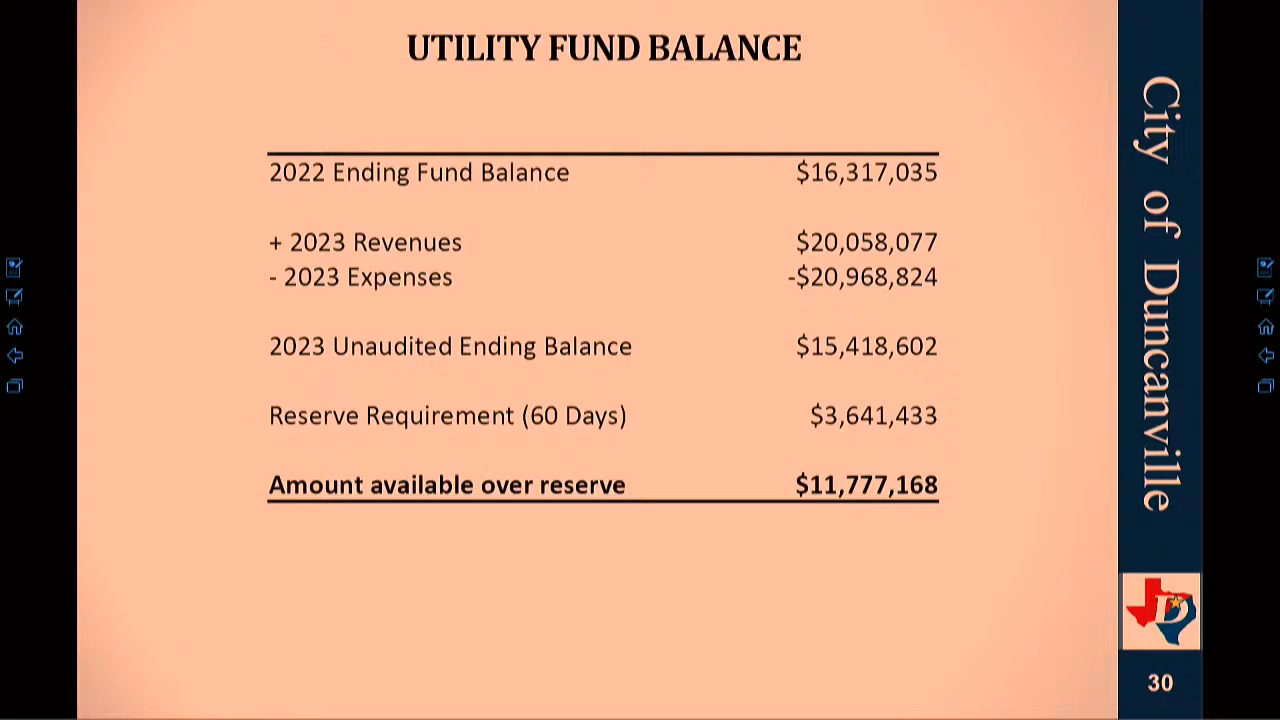 UTILITY FUND BALANCE
2022 Ending Fund Balance $16,317,035
+ 2023 Revenues $20,058,077
- 2023 Expenses -$20,968,824
2023 Unaudited Ending Balance $15,418,602
Reserve Requirement (60 Days) $3,641,433
Amount available over reserve $11,777,168
City of Duncanville
D
30